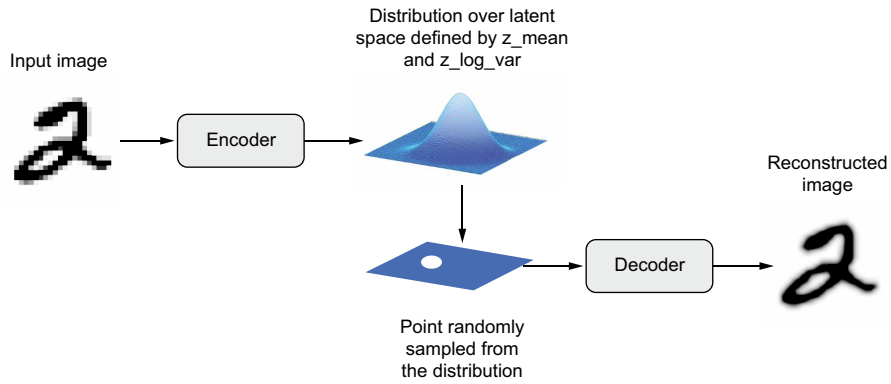 Input image
Encoder
Distribution over latent
space defined by z_mean
and z_log_var
Point randomly
sampled from
the distribution
Decoder
Reconstructed
image